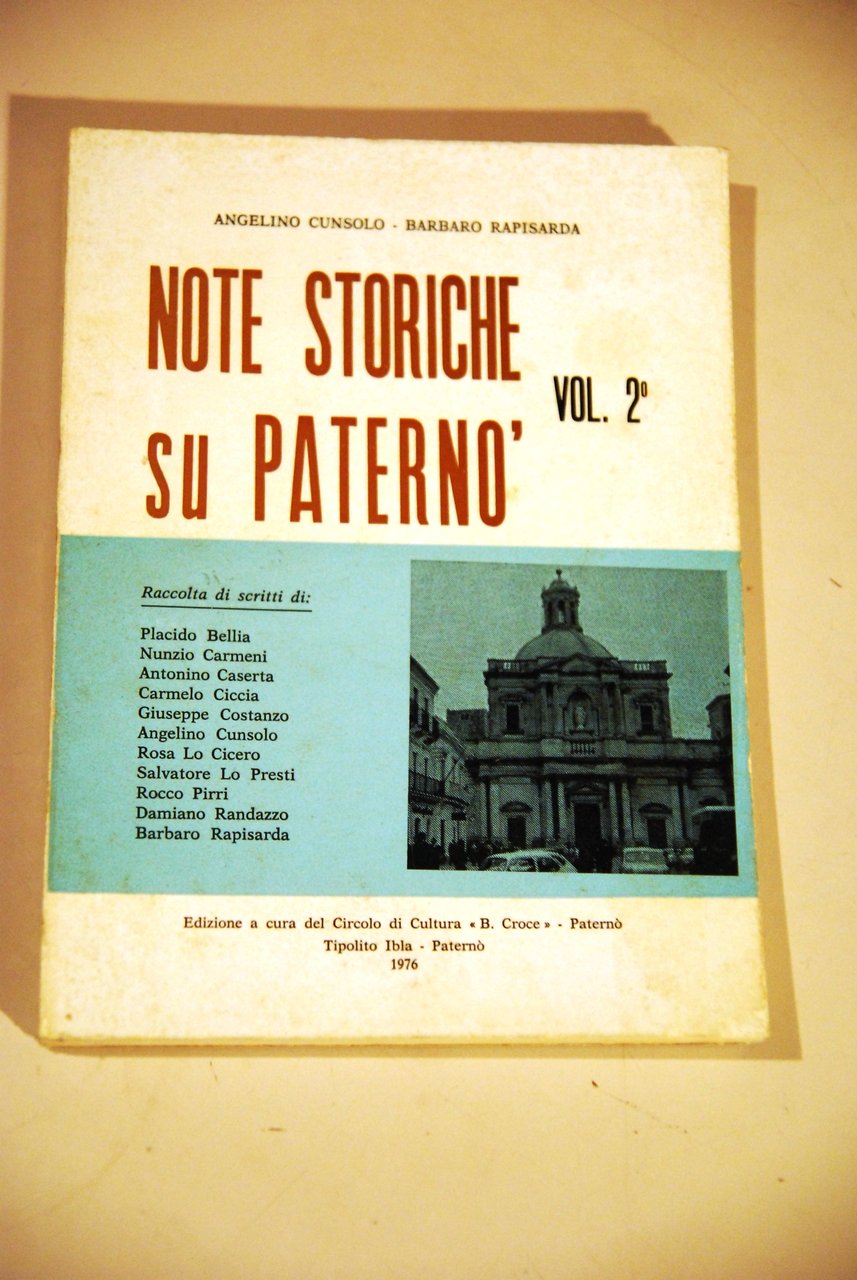 ANGELINO CUNSOLO - BARBARO RAPISARDA
NOTE STORICHE
su PATERNO'
VOL. 2º
Raccolta di scritti di:
Placido Bellia
Nunzio Carmeni
Antonino Caserta
Carmelo Ciccia
Giuseppe Costanzo
Angelino Cunsolo
Rosa Lo Cicero
Salvatore Lo Presti
Rocco Pirri
Damiano Randazzo
Barbaro Rapisarda
Edizione a cura del Circolo di Cultura « B. Croce » - Paternò
Tipolito Ibla - Paternò
1976